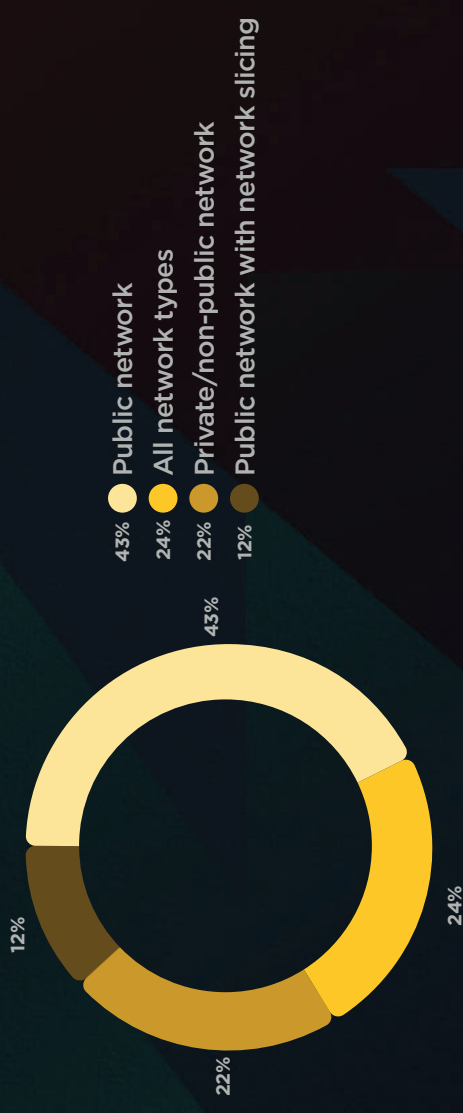 43% Public network
24% All network types
22% Private/non-public network
12% Public network with network slicing
43%
24%
22%
12%